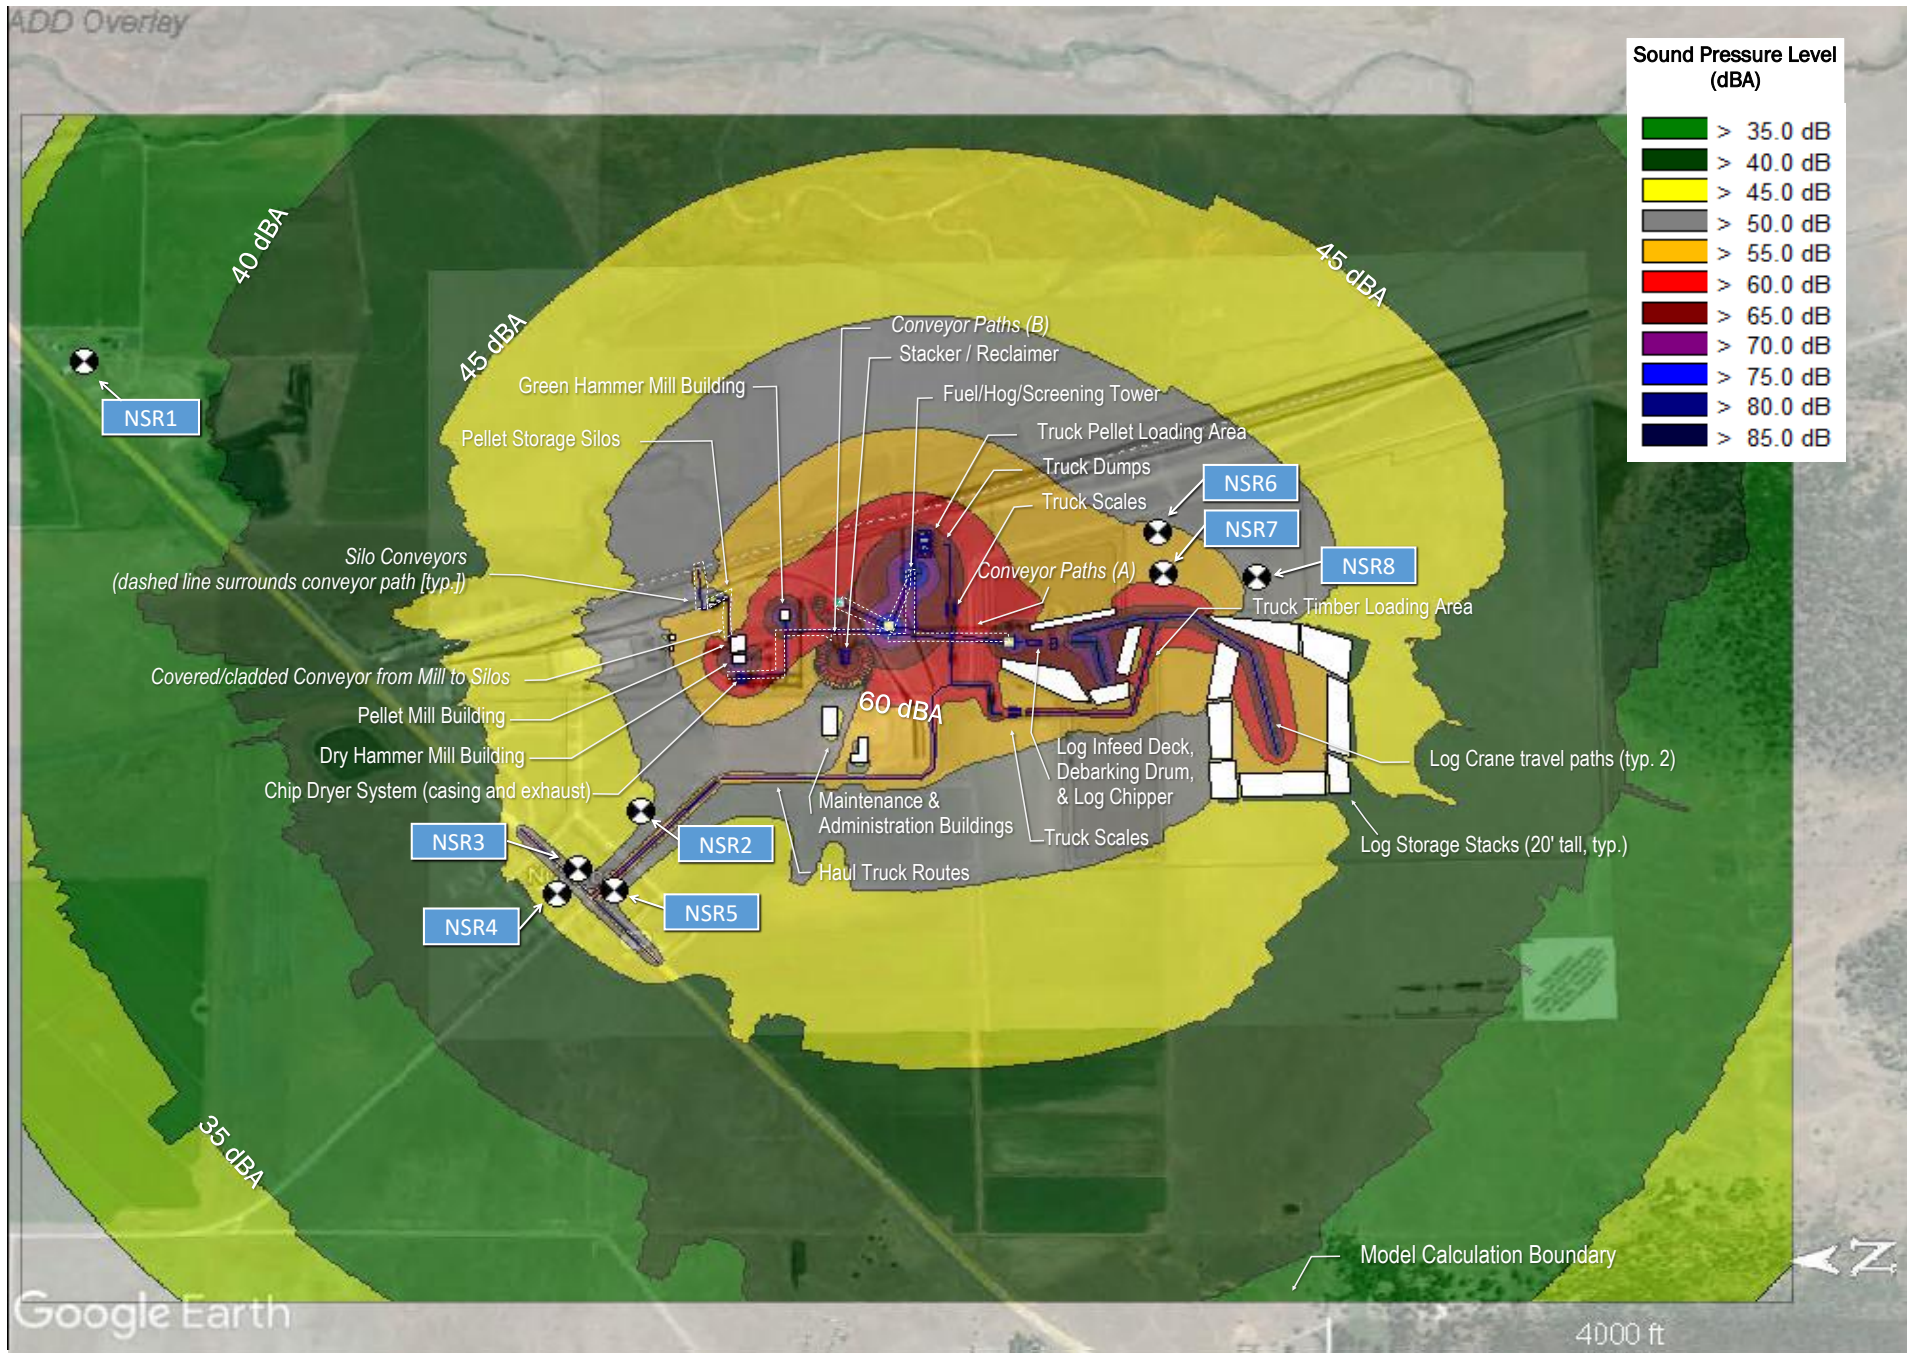 ADD Overlay
Sound Pressure Level
(dBA)
> 35.0 dB
> 40.0 dB
> 45.0 dB
> 50.0 dB
> 55.0 dB
> 60.0 dB
> 65.0 dB
> 70.0 dB
> 75.0 dB
> 80.0 dB
> 85.0 dB
40 dBA
45 dBA
45 dBA
Conveyor Paths (B)
Stacker / Reclaimer
Green Hammer Mill Building
Fuel/Hog/Screening Tower
NSR1
Pellet Storage Silos
Truck Pellet Loading Area
Truck Dumps
NSR6
Truck Scales
NSR7
Silo Conveyors
(dashed line surrounds conveyor path [typ.])
Conveyor Paths (A)
NSR8
Truck Timber Loading Area
Covered/cladded Conveyor from Mill to Silos
60 dBA
Pellet Mill Building
Dry Hammer Mill Building
Log Infeed Deck,
Debarking Drum,
& Log Chipper
Log Crane travel paths (typ. 2)
Chip Dryer System (casing and exhaust)
Maintenance &
Administration Buildings
Truck Scales
NSR3
NSR2
Log Storage Stacks (20' tall, typ.)
Haul Truck Routes
NSR4
NSR5
35 dBA
Model Calculation Boundary
Z
Google Earth
4000 ft